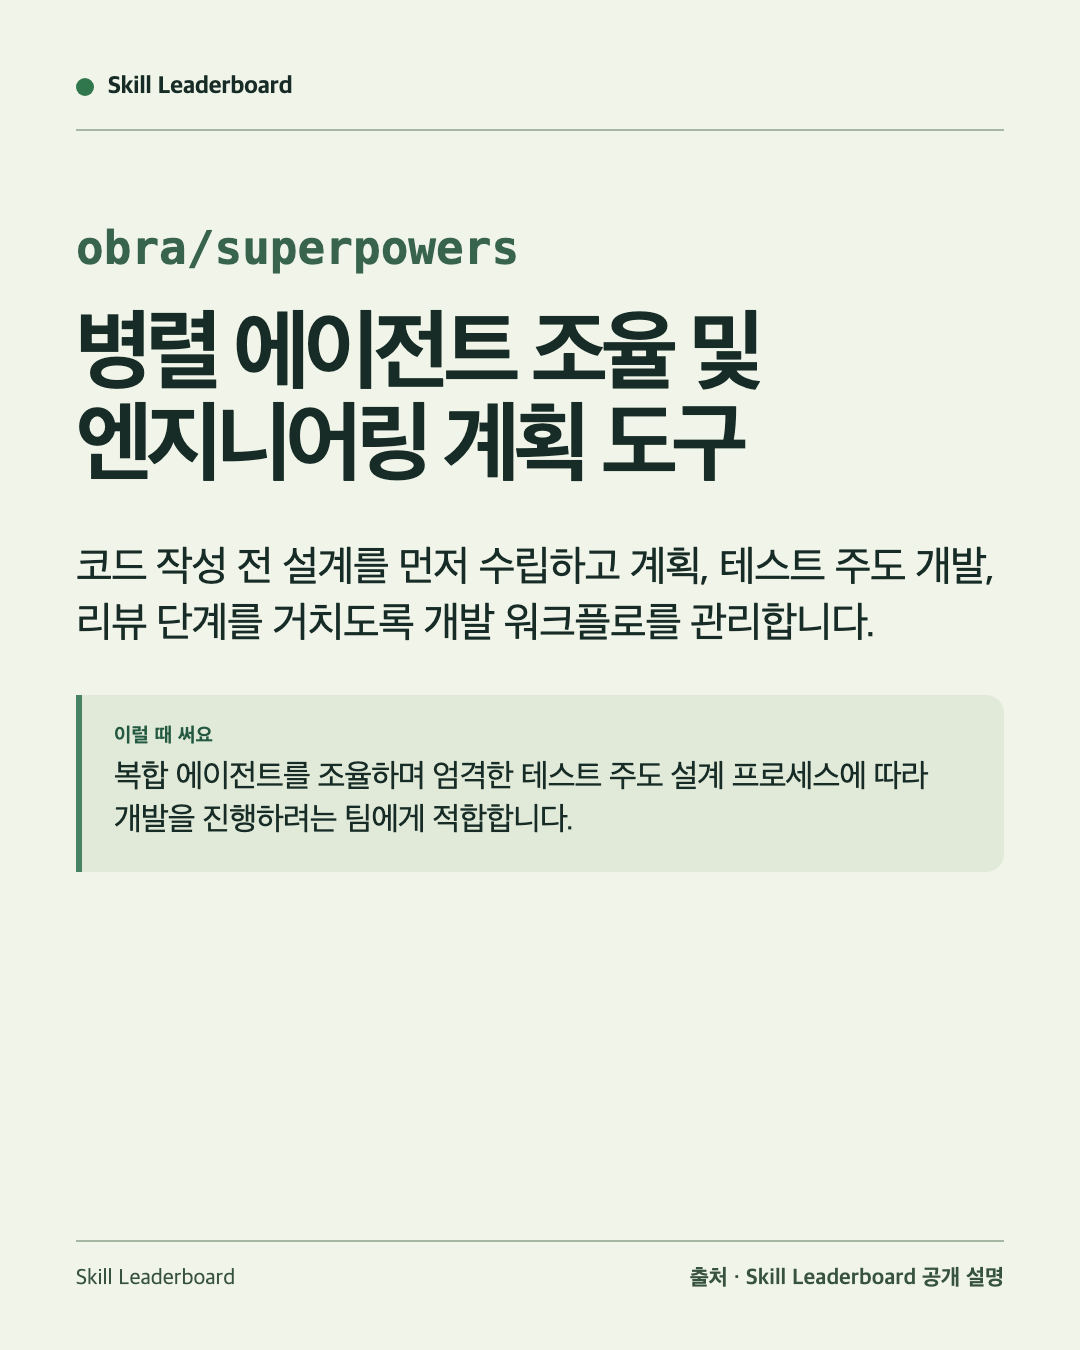 Skill Leaderboard
obra/superpowers
병렬 에이전트 조율 및
엔지니어링 계획 도구
코드 작성 전 설계를 먼저 수립하고 계획, 테스트 주도 개발,
리뷰 단계를 거치도록 개발 워크플로를 관리합니다.
이럴 때 써요
복합 에이전트를 조율하며 엄격한 테스트 주도 설계 프로세스에 따라
개발을 진행하려는 팀에게 적합합니다.
Skill Leaderboard
출처 · Skill Leaderboard 공개 설명